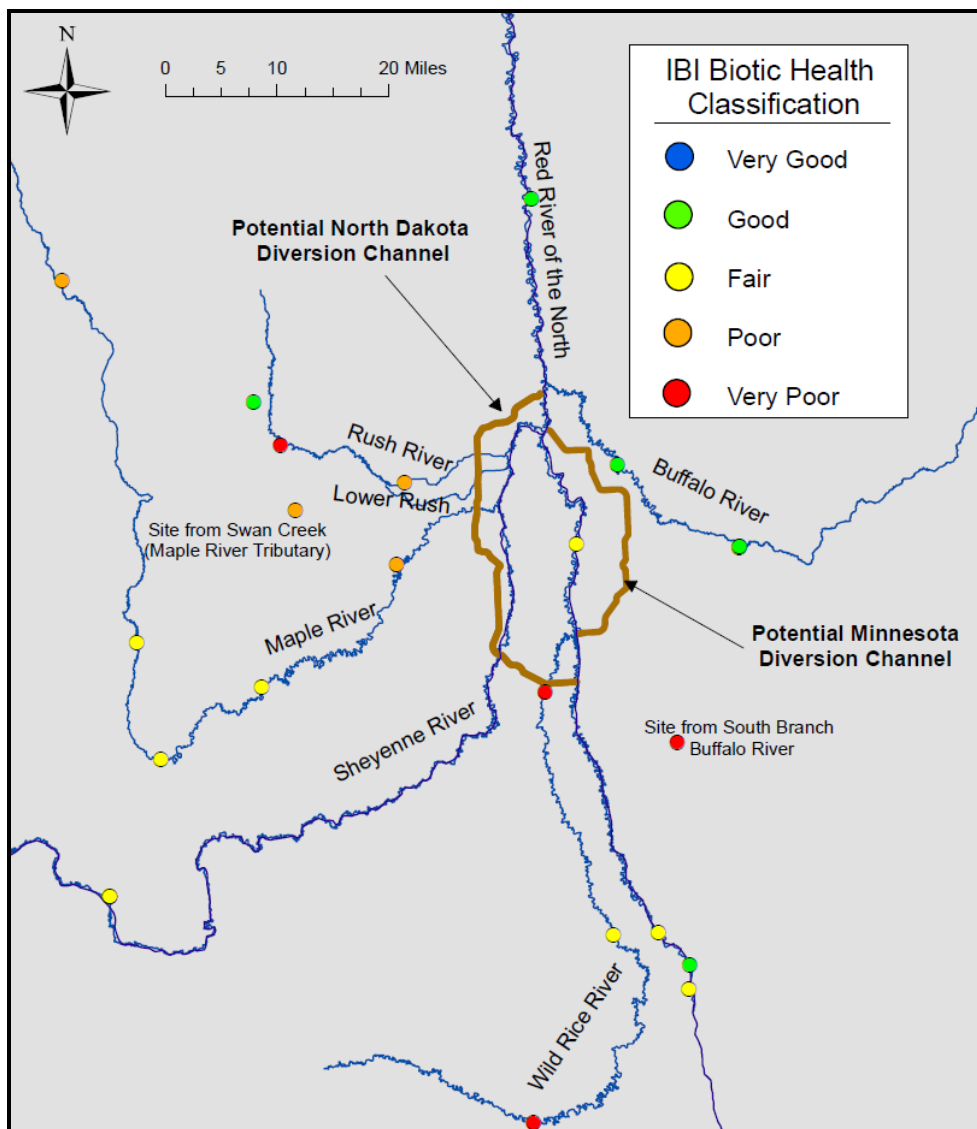 N
0 5 10 20 Miles
IBI Biotic Health
Classification
Very Good
Good
Fair
Poor
Very Poor
Red River of the North
Potential North Dakota
Diversion Channel
Rush River
Lower Rush
Buffalo River
Site from Swan Creek
(Maple River Tributary)
Maple River
Potential Minnesota
Diversion Channel
Sheyenne River
Site from South Branch
Buffalo River
Wild Rice River